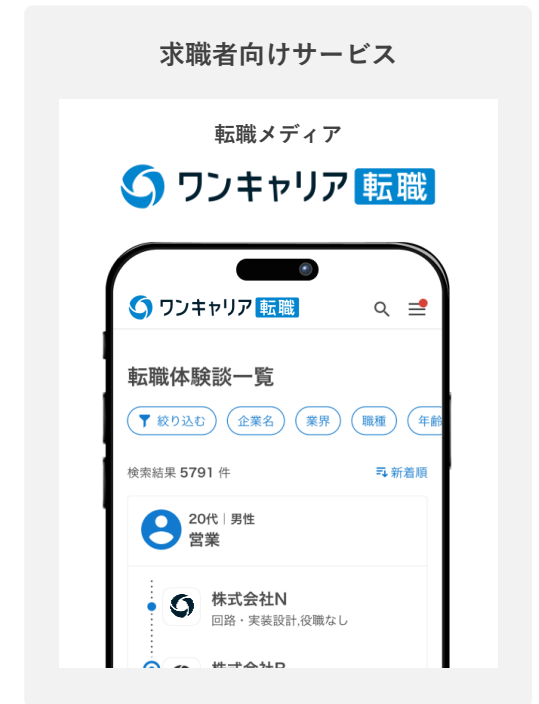 求職者向けサービス
転職メディア
ワンキャリア転職
ワンキャリア転職
転職体験談一覧
絞り込む 企業名 業界 職種 年齢
検索結果 5791 件 新着順
20代｜男性
営業
株式会社N
回路・実装設計,役職なし
株式会社